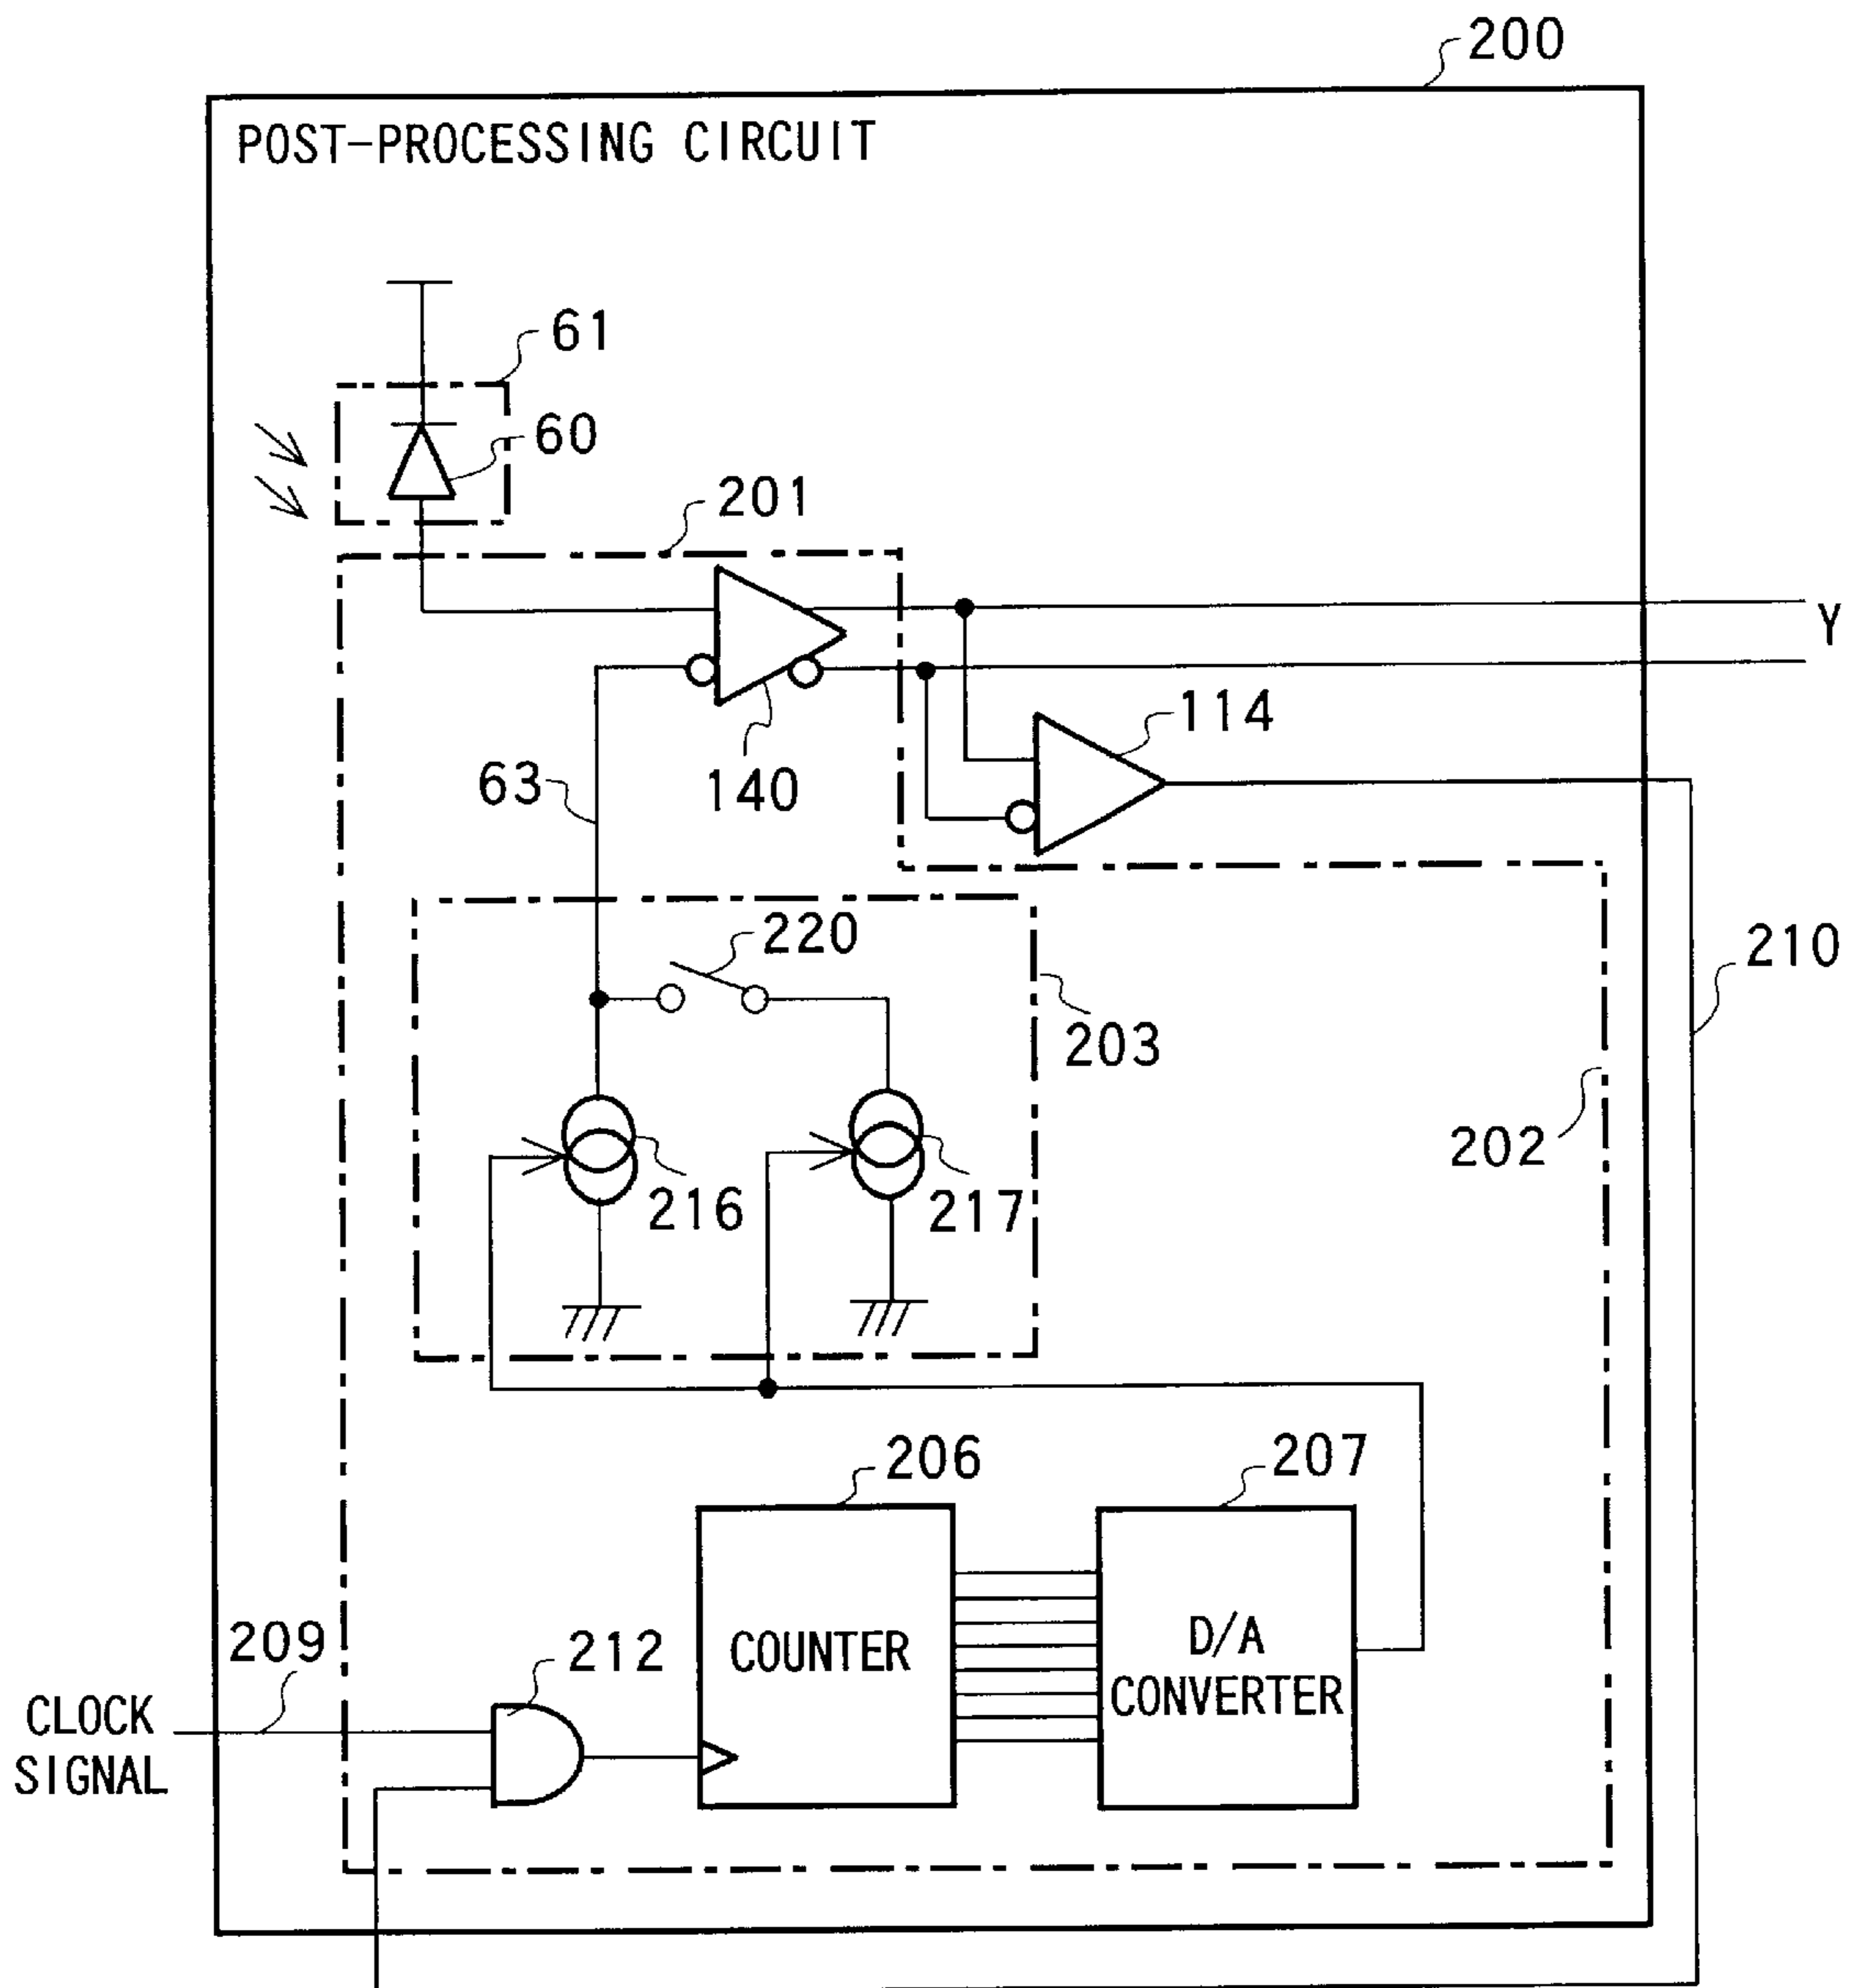 200
POST-PROCESSING CIRCUIT
61
60
201
Y
114
140
63
220
210
203
202
216
217
206
207
209
212
COUNTER
D/A
CONVERTER
CLOCK
SIGNAL